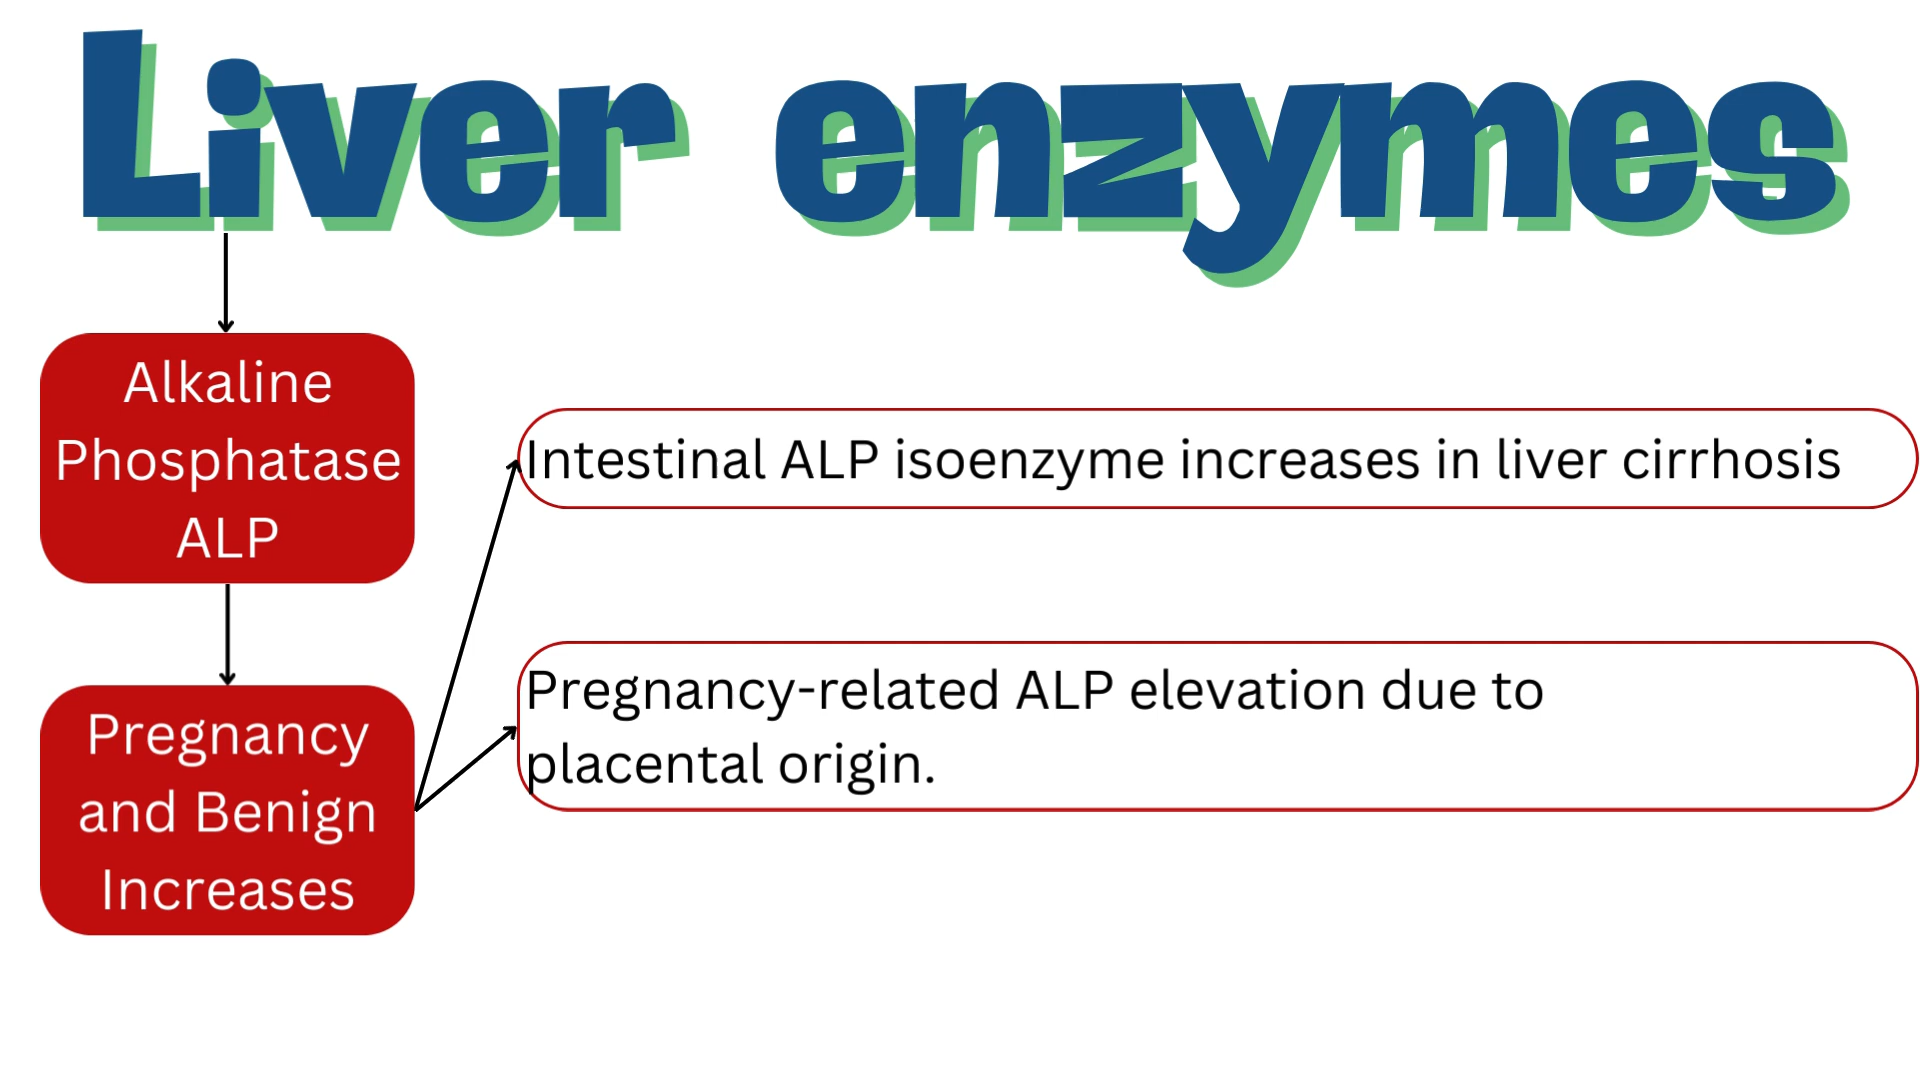 Liver enzymes
Alkaline
Phosphatase
ALP
Intestinal ALP isoenzyme increases in liver cirrhosis
Pregnancy-related ALP elevation due to
placental origin.
Pregnancy
and Benign
Increases